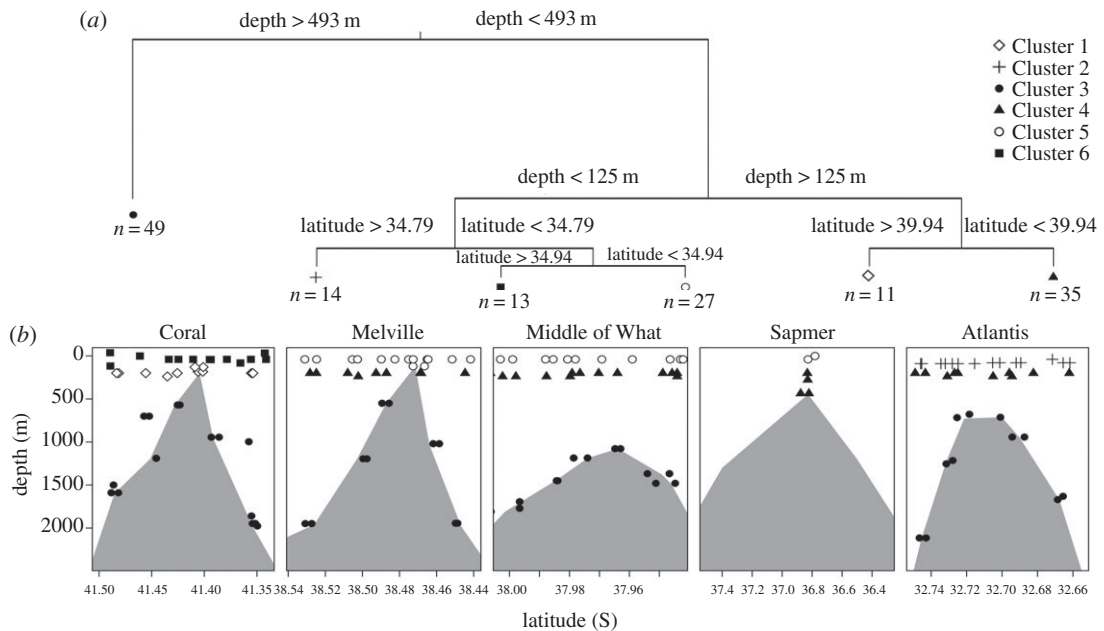 (a)
depth > 493 m depth < 493 m
Cluster 1
Cluster 2
Cluster 3
Cluster 4
Cluster 5
Cluster 6
depth < 125 m depth > 125 m
n = 49
latitude > 34.79 latitude < 34.79 latitude > 39.94 latitude < 39.94
latitude > 34.94 latitude < 34.94
n = 14 n = 13 n = 27 n = 11 n = 35
(b) Coral Melville Middle of What Sapmer Atlantis
0
500
1000
1500
2000
depth (m)
41.50 41.45 41.40 41.35 38.54 38.52 38.50 38.48 38.46 38.44 38.00 37.98 37.96 37.4 37.2 37.0 36.8 36.6 36.4 32.74 32.72 32.70 32.68 32.66
latitude (S)